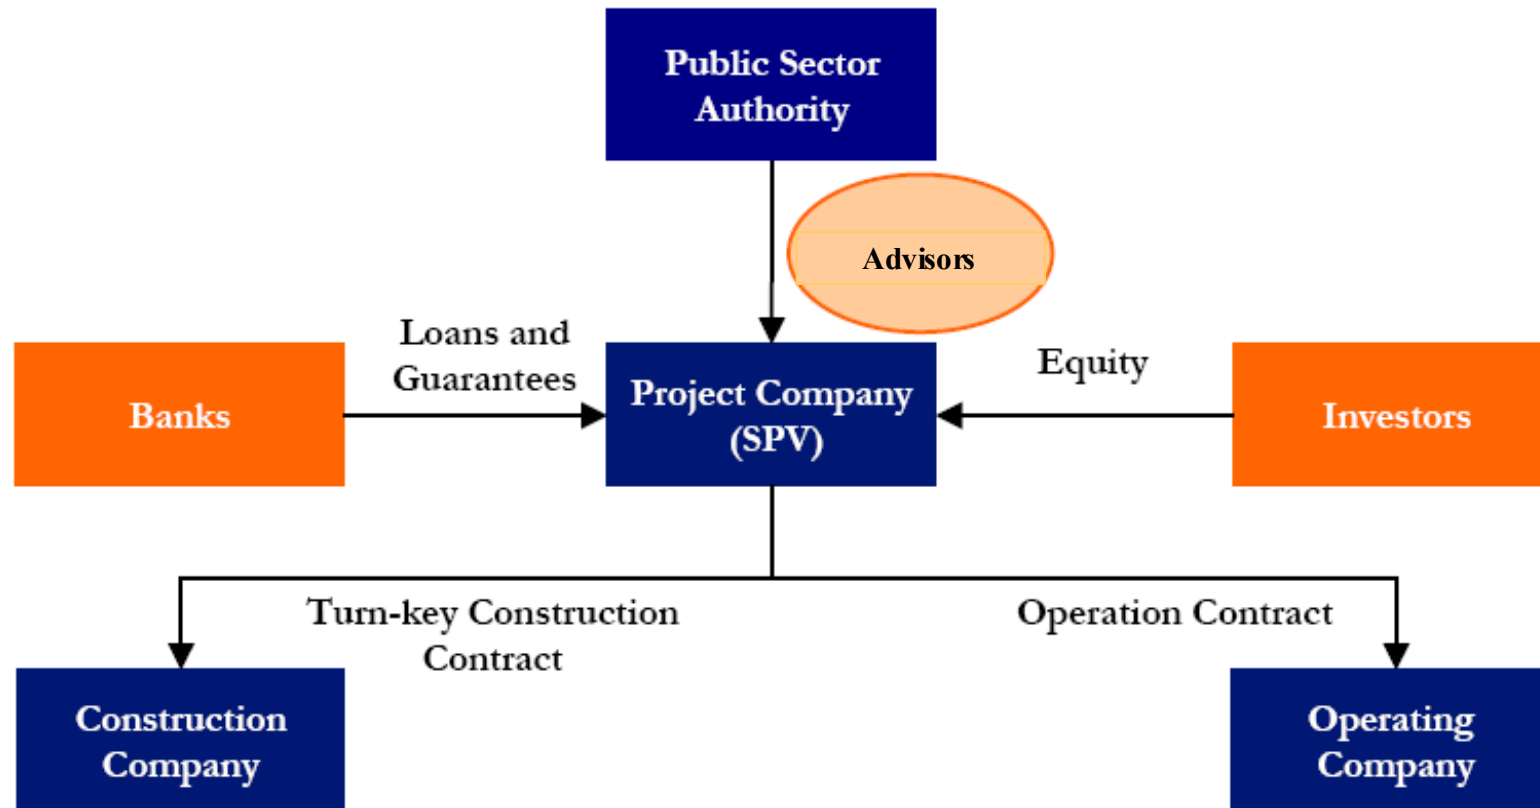 Public Sector
Authority
Advisors
Loans and
Guarantees
Equity
Banks
Project Company
(SPV)
Investors
Turn-key Construction
Contract
Operation Contract
Construction
Company
Operating
Company